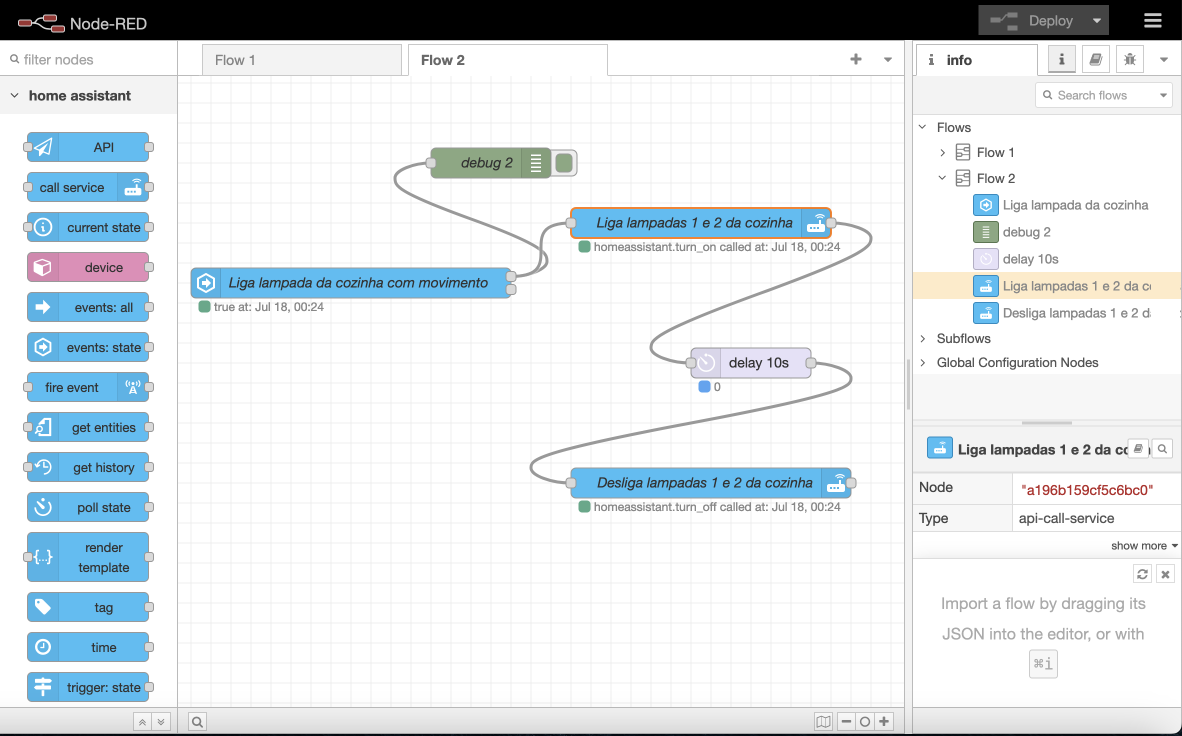 Node-RED
Deploy
filter nodes
Flow 1
Flow 2
i info
i
Search flows
home assistant
API
call service
current state
device
events: all
events: state
fire event
get entities
get history
poll state
render
template
tag
time
trigger: state
debug 2
Liga lampadas 1 e 2 da cozinha
homeassistant.turn_on called at: Jul 18, 00:24
Liga lampada da cozinha com movimento
true at: Jul 18, 00:24
delay 10s
0
Desliga lampadas 1 e 2 da cozinha
homeassistant.turn_off called at: Jul 18, 00:24
Flows
Flow 1
Flow 2
Liga lampada da cozinha
debug 2
delay 10s
Liga lampadas 1 e 2 da
Desliga lampadas 1 e 2
Subflows
Global Configuration Nodes
Liga lampadas 1 e 2 da
Node "a196b159cf5c6bc0"
Type api-call-service
show more
Import a flow by dragging its
JSON into the editor, or with
⌘i